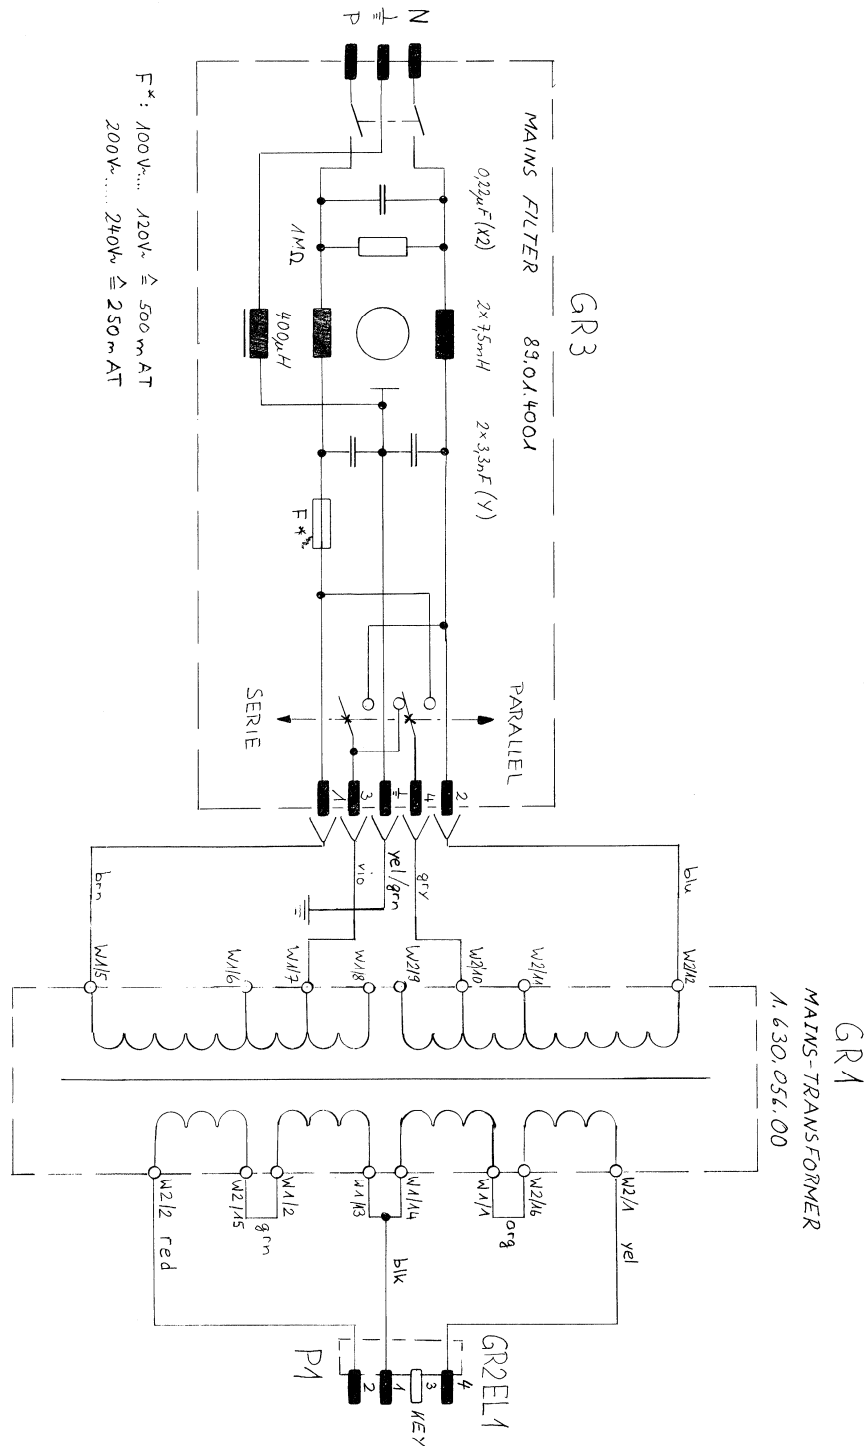 N
P
MAINS FILTER 89.01.4001
GR3
0,22µF(X2)
2x7,5mH
2x3,3nF(Y)
1MΩ
400µH
F*
F*: 100V~... 120V~ ≙ 500mAT
200V~..... 240V~ ≙ 250mAT
PARALLEL
SERIE
2
4
3
1
blu
gry
yel/grn
vio
brn
W2/12
W2/11
W2/10
W2/9
W1/8
W1/7
W1/6
W1/5
GR1
MAINS-TRANSFORMER
1.630.056.00
W2/1
W2/16
W1/1
W1/14
W1/13
W1/2
W2/15
W2/2
yel
org
blk
grn
red
GR2EL1
P1
4
3
1
2
KEY